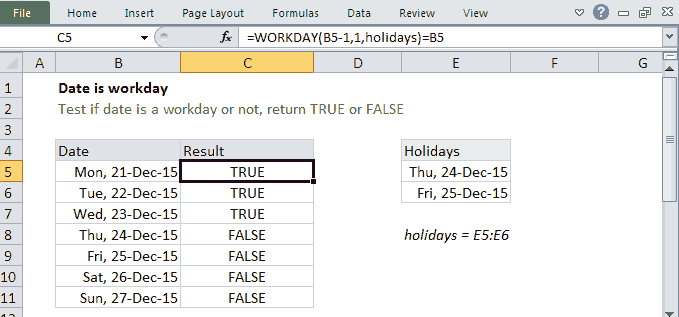 File Home Insert Page Layout Formulas Data Review View
C5 fx =WORKDAY(B5-1,1,holidays)=B5
A B C D E F G
1 Date is workday
2 Test if date is a workday or not, return TRUE or FALSE
3
4 Date Result Holidays
5 Mon, 21-Dec-15 TRUE Thu, 24-Dec-15
6 Tue, 22-Dec-15 TRUE Fri, 25-Dec-15
7 Wed, 23-Dec-15 TRUE
8 Thu, 24-Dec-15 FALSE holidays = E5:E6
9 Fri, 25-Dec-15 FALSE
10 Sat, 26-Dec-15 FALSE
11 Sun, 27-Dec-15 FALSE